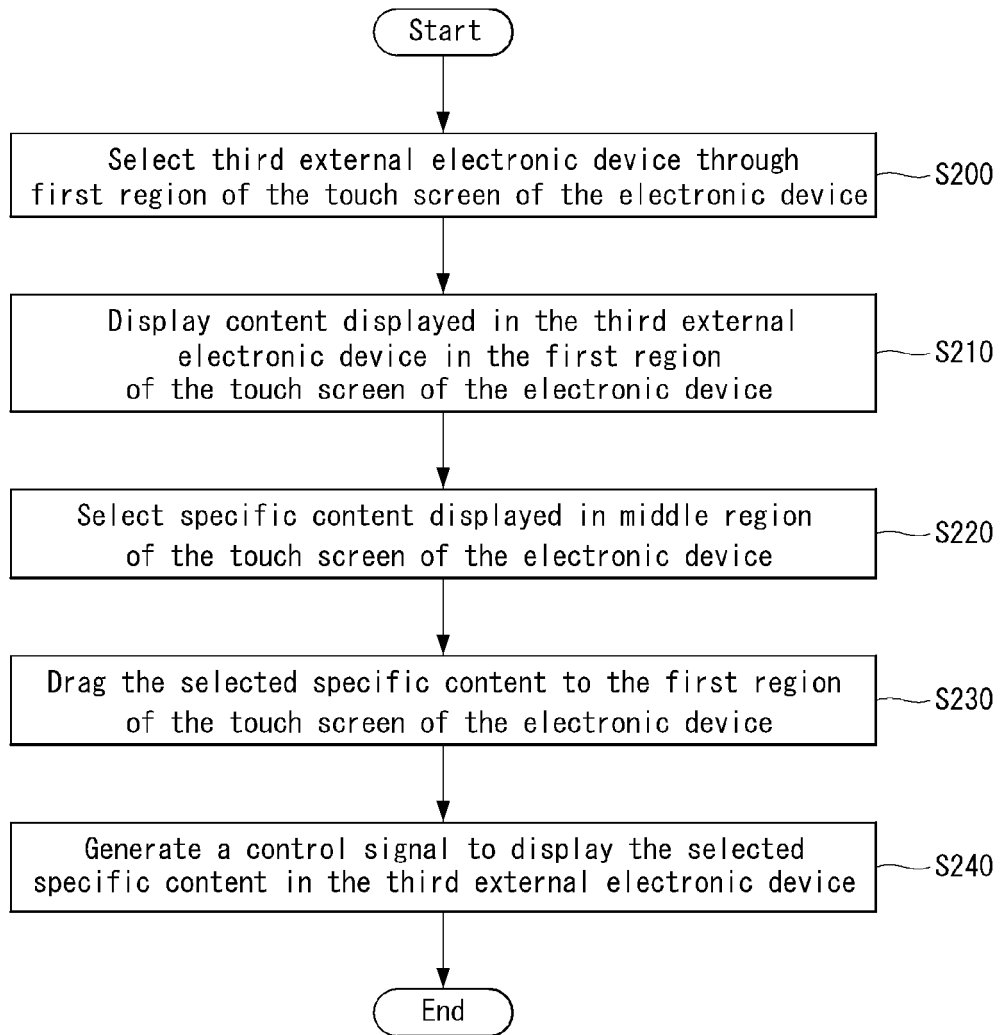 Start
Select third external electronic device through
first region of the touch screen of the electronic device
S200
Display content displayed in the third external
electronic device in the first region
of the touch screen of the electronic device
S210
Select specific content displayed in middle region
of the touch screen of the electronic device
S220
Drag the selected specific content to the first region
of the touch screen of the electronic device
S230
Generate a control signal to display the selected
specific content in the third external electronic device
S240
End